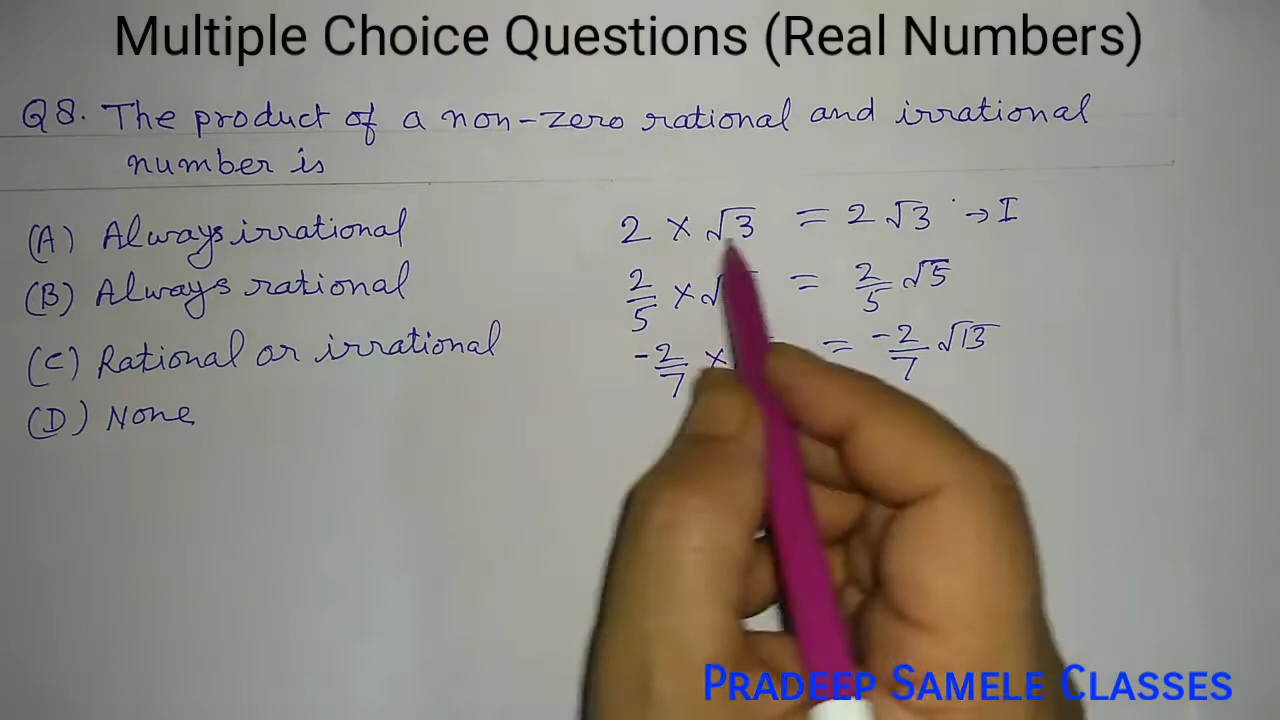 Multiple Choice Questions (Real Numbers)
Q8. The product of a non-zero rational and irrational
number is
(A) Always irrational
(B) Always rational
(C) Rational or irrational
(D) None
2 × √3 = 2√3 → I
2/5 × √ = 2/5 √5
-2/7 × = -2/7 √13
PRADEEP SAMELE CLASSES